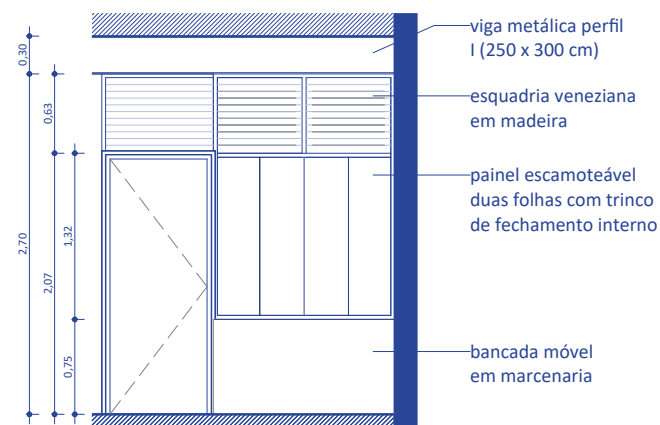 viga metálica perfil
I (250 x 300 cm)
esquadria veneziana
em madeira
painel escamoteável
duas folhas com trinco
de fechamento interno
bancada móvel
em marcenaria
0,30
0,63
2,70
2,07
1,32
0,75